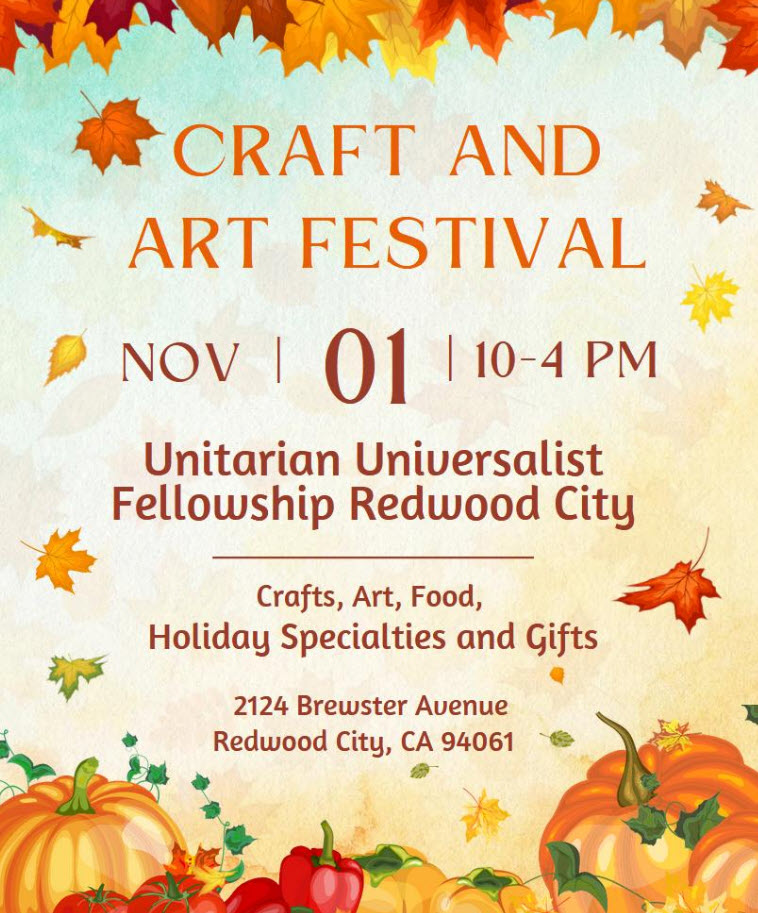 CRAFT AND
ART FESTIVAL
NOV | 01 | 10-4 PM
Unitarian Universalist
Fellowship Redwood City
Crafts, Art, Food,
Holiday Specialties and Gifts
2124 Brewster Avenue
Redwood City, CA 94061